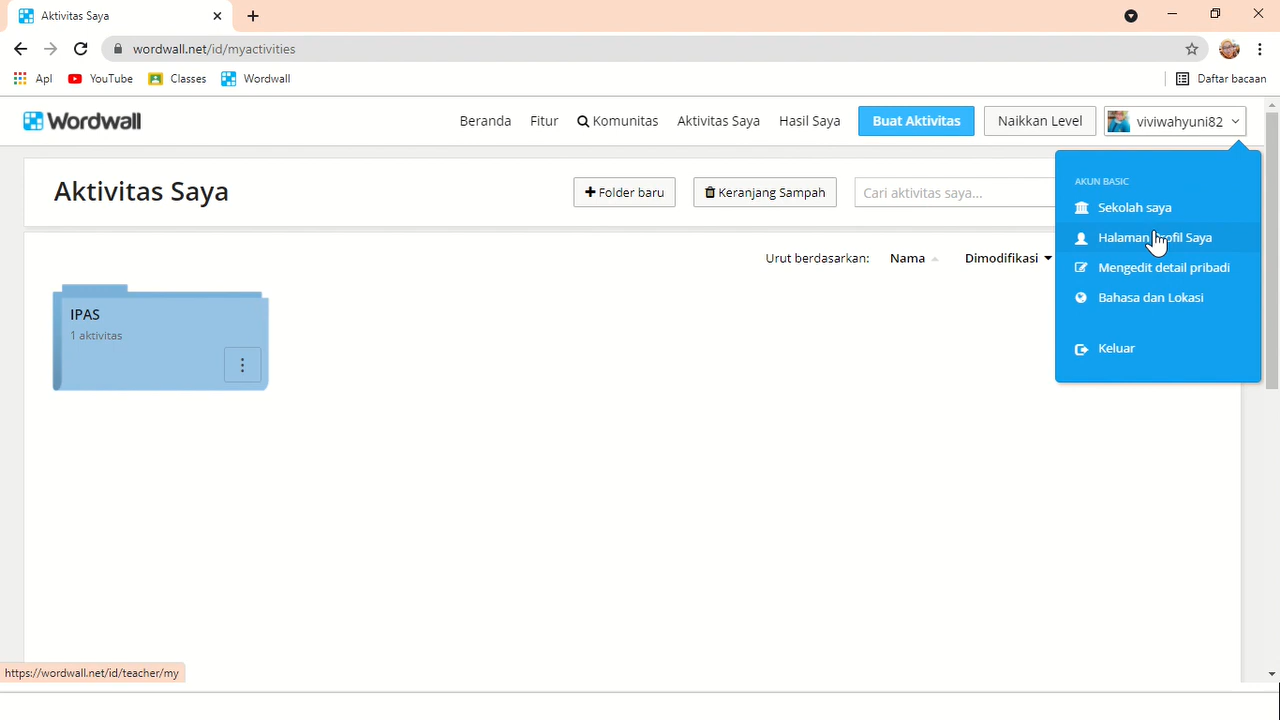 Aktivitas Saya
wordwall.net/id/myactivities
Apl YouTube Classes Wordwall Daftar bacaan
Wordwall Beranda Fitur Komunitas Aktivitas Saya Hasil Saya Buat Aktivitas Naikkan Level viviwahyuni82
Aktivitas Saya Folder baru Keranjang Sampah Cari aktivitas saya...
AKUN BASIC
Sekolah saya
Halaman Profil Saya
Mengedit detail pribadi
Bahasa dan Lokasi
Keluar
Urut berdasarkan: Nama Dimodifikasi
IPAS
1 aktivitas
https://wordwall.net/id/teacher/my